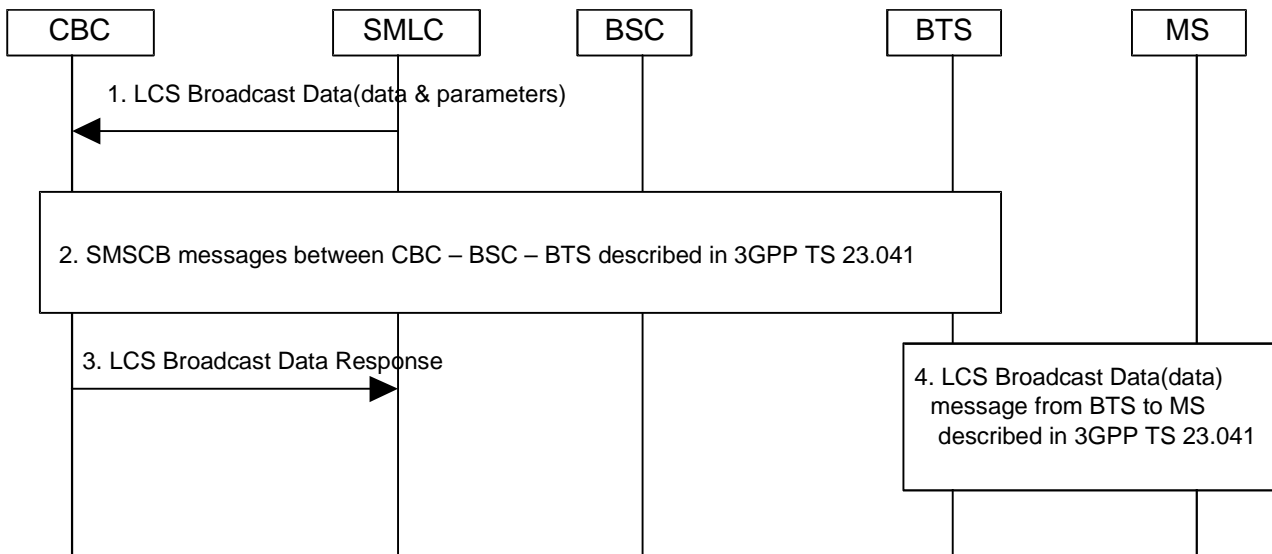 CBC
SMLC
BSC
BTS
MS
1. LCS Broadcast Data(data & parameters)
2. SMSCB messages between CBC – BSC – BTS described in 3GPP TS 23.041
3. LCS Broadcast Data Response
4. LCS Broadcast Data(data)
message from BTS to MS
described in 3GPP TS 23.041